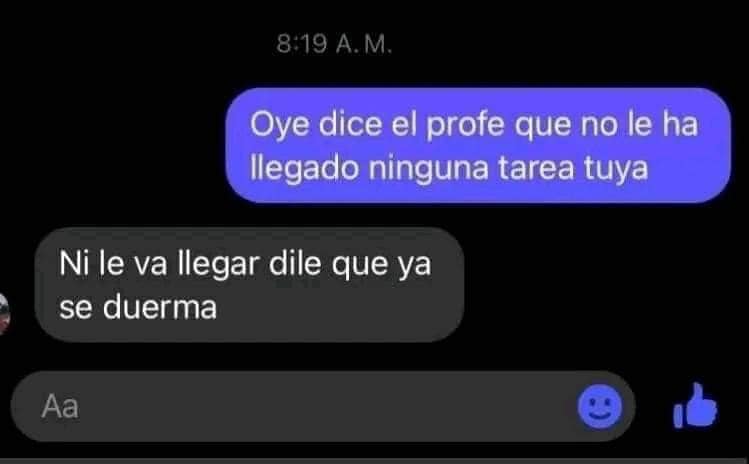 8:19 A. M.
Oye dice el profe que no le ha
llegado ninguna tarea tuya
Ni le va llegar dile que ya
se duerma
Aa